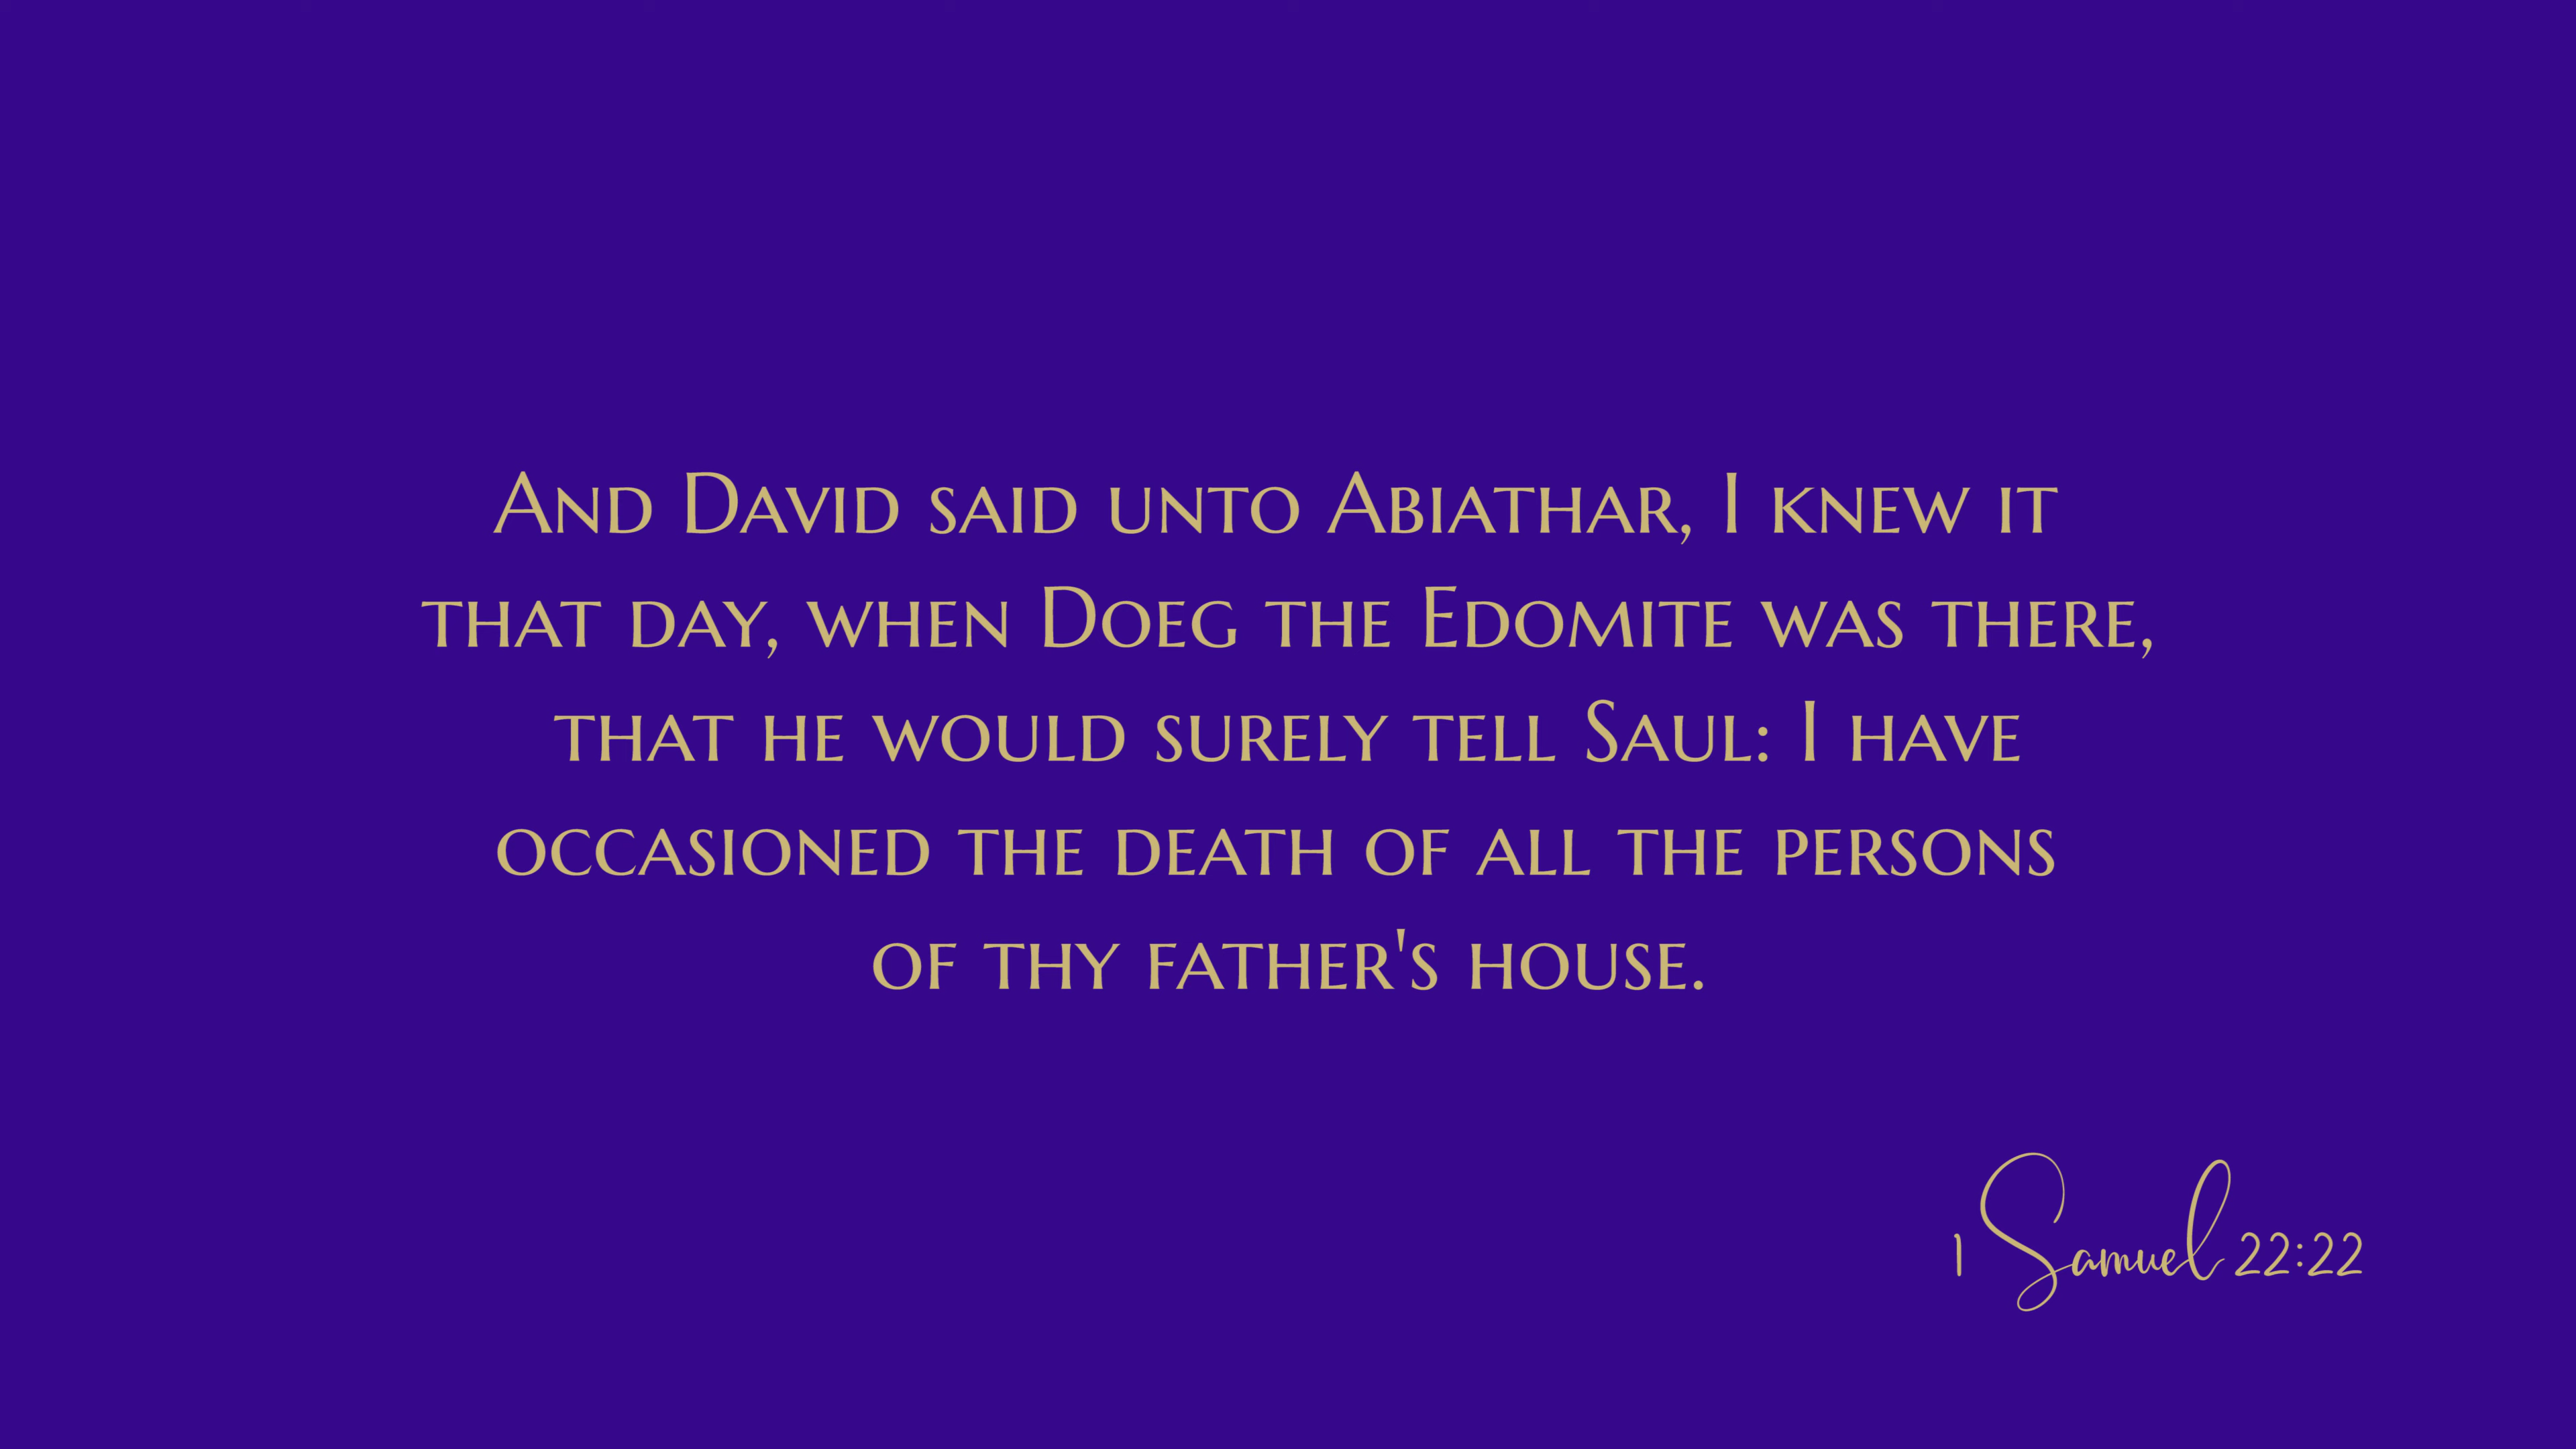 And David said unto Abiathar, I knew it
that day, when Doeg the Edomite was there,
that he would surely tell Saul: I have
occasioned the death of all the persons
of thy father's house.
1 Samuel 22:22